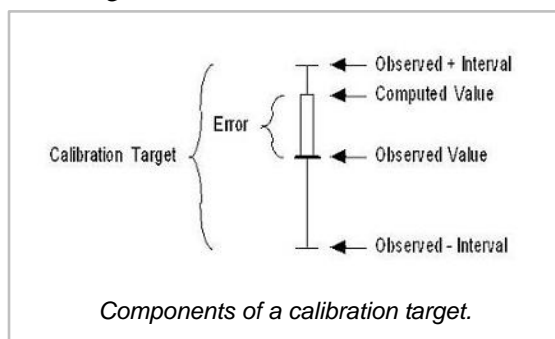 Observed + Interval
Computed Value
Error
Calibration Target
Observed Value
Observed - Interval
Components of a calibration target.